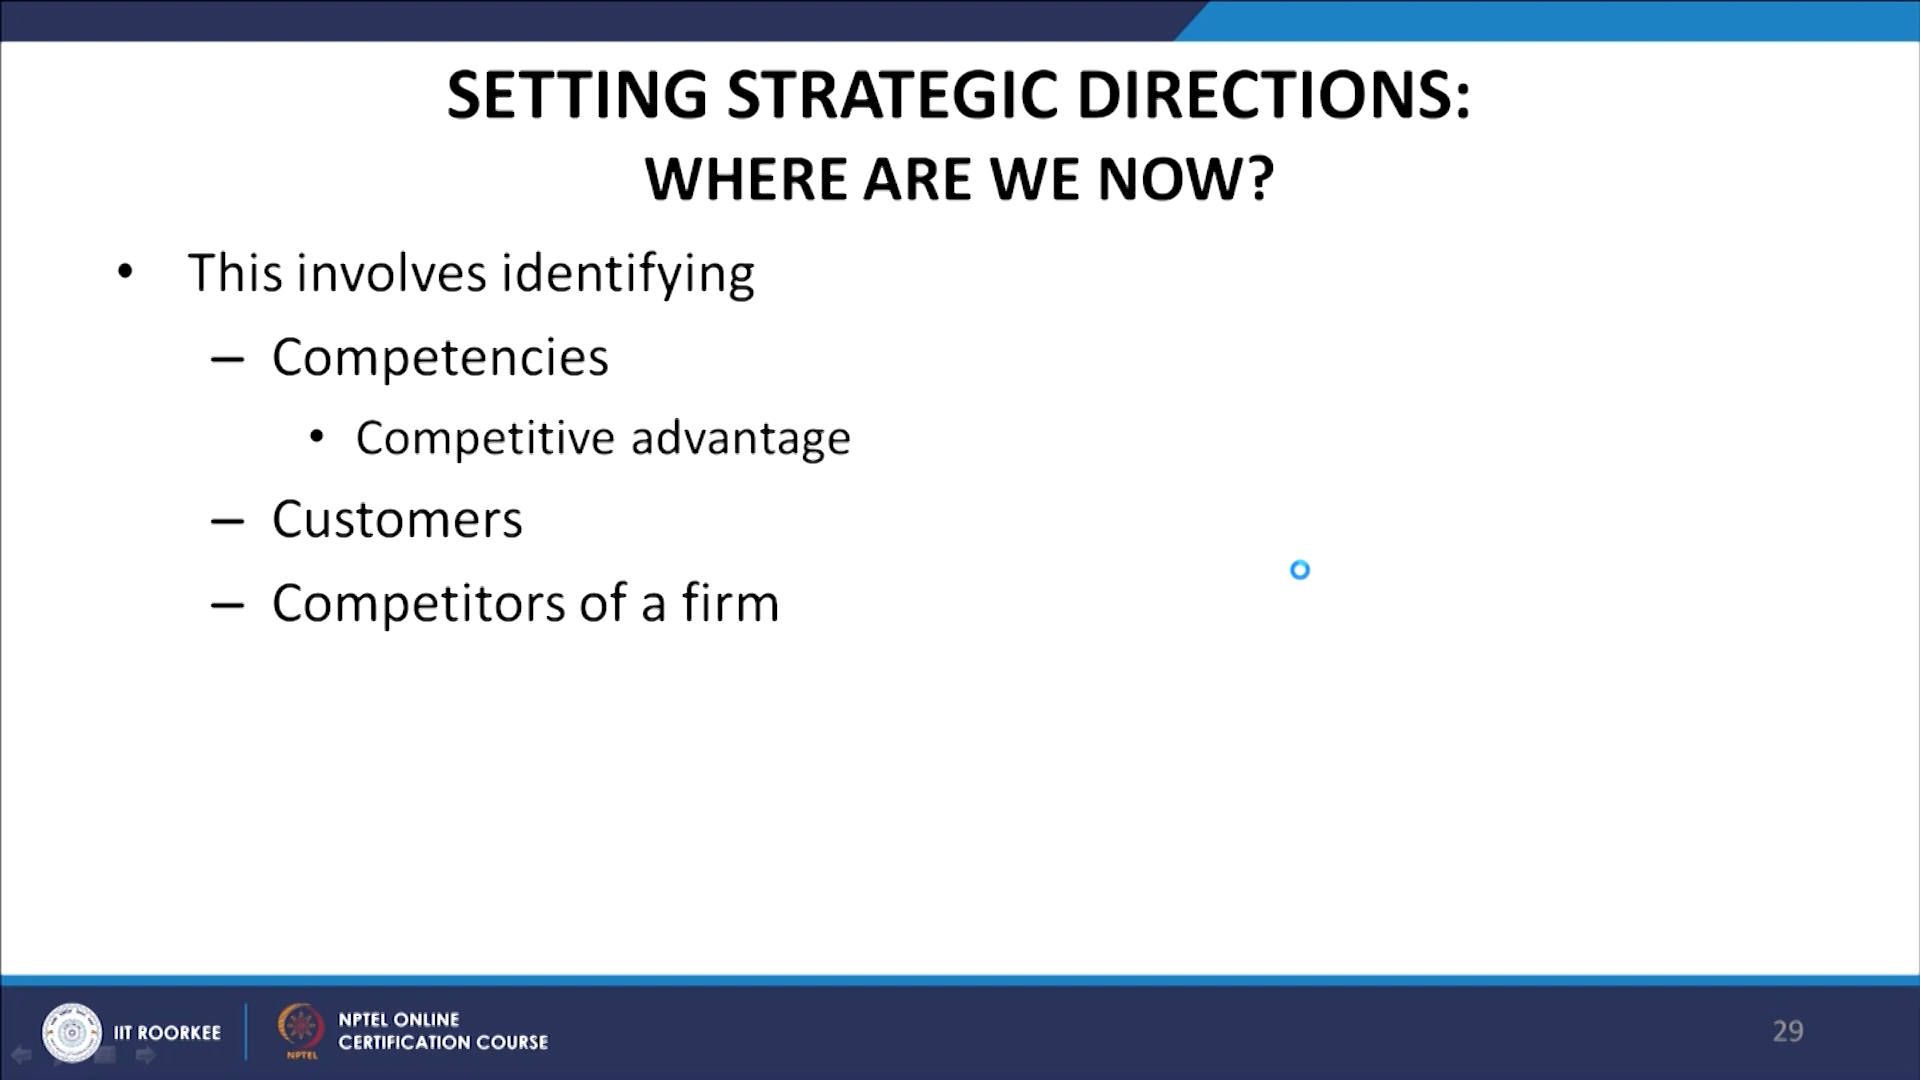 SETTING STRATEGIC DIRECTIONS:
WHERE ARE WE NOW?
• This involves identifying
– Competencies
• Competitive advantage
– Customers
– Competitors of a firm
IIT ROORKEE
NPTEL
NPTEL ONLINE
CERTIFICATION COURSE
29